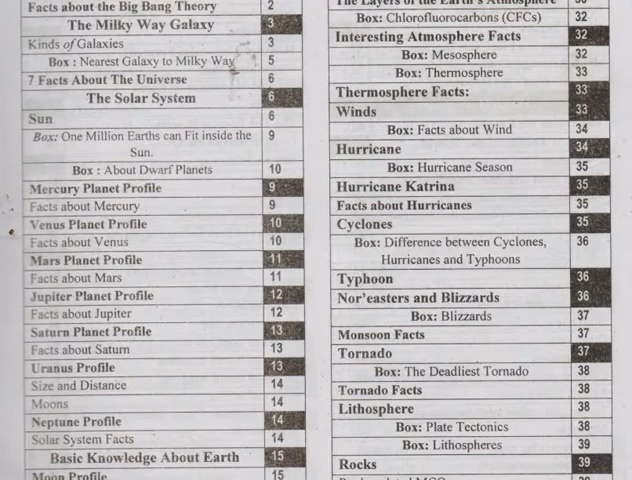 Facts about the Big Bang Theory 2
The Milky Way Galaxy 3
Kinds of Galaxies 3
Box : Nearest Galaxy to Milky Way 5
7 Facts About The Universe 6
The Solar System 6
Sun 6
Box: One Million Earths can Fit inside the 9
Sun.
Box : About Dwarf Planets 10
Mercury Planet Profile 9
Facts about Mercury 9
Venus Planet Profile 10
Facts about Venus 10
Mars Planet Profile 11
Facts about Mars 11
Jupiter Planet Profile 12
Facts about Jupiter 12
Saturn Planet Profile 13
Facts about Saturn 13
Uranus Profile 13
Size and Distance 14
Moons 14
Neptune Profile 14
Solar System Facts 14
Basic Knowledge About Earth 15
Moon Profile 15
The Layers of the Earth's Atmosphere 30
Box: Chlorofluorocarbons (CFCs) 32
Interesting Atmosphere Facts 32
Box: Mesosphere 32
Box: Thermosphere 33
Thermosphere Facts: 33
Winds 33
Box: Facts about Wind 34
Hurricane 34
Box: Hurricane Season 35
Hurricane Katrina 35
Facts about Hurricanes 35
Cyclones 35
Box: Difference between Cyclones, 36
Hurricanes and Typhoons
Typhoon 36
Nor'easters and Blizzards 36
Box: Blizzards 37
Monsoon Facts 37
Tornado 37
Box: The Deadliest Tornado 38
Tornado Facts 38
Lithosphere 38
Box: Plate Tectonics 38
Box: Lithospheres 39
Rocks 39